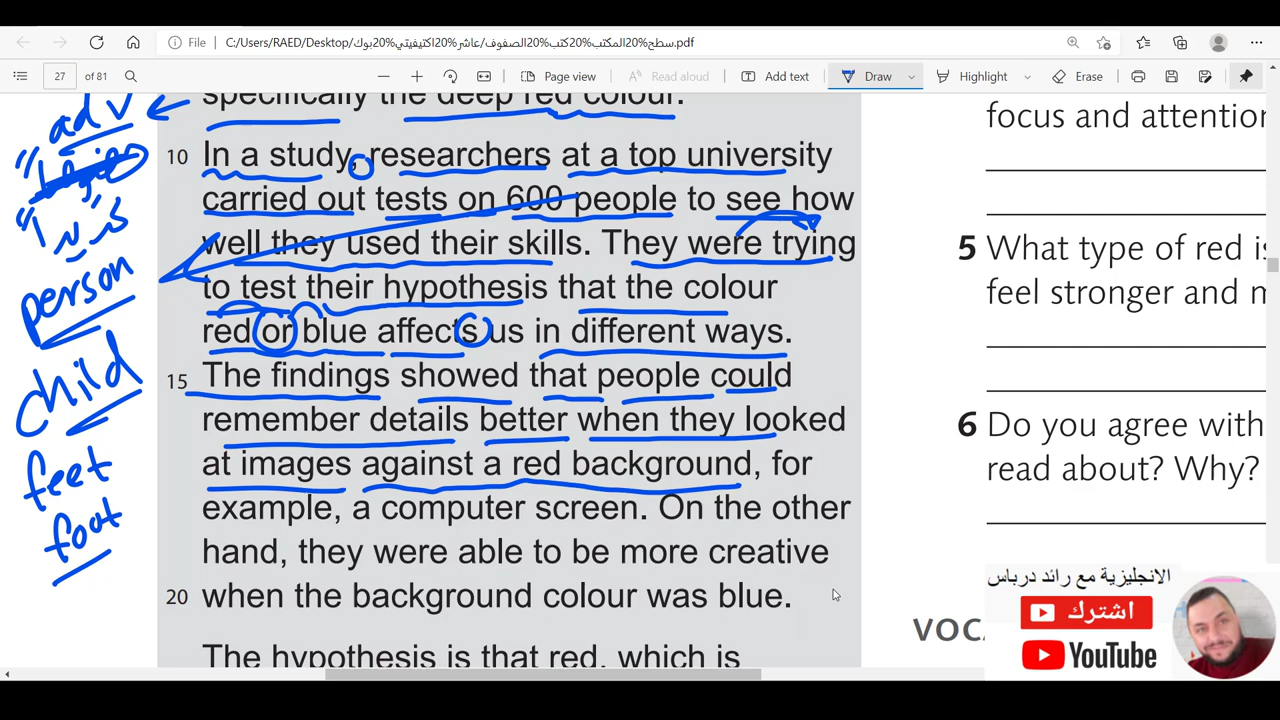 File
C:/Users/RAED/Desktop/سطح%20المكتب%20كتب%20الصفوف/عاشر%20اكتيفيتي%20بوك.pdf
27
of 81
Page view
Read aloud
Add text
Draw
Highlight
Erase
specifically the deep red colour.
10 In a study, researchers at a top university
carried out tests on 600 people to see how
well they used their skills. They were trying
to test their hypothesis that the colour
red or blue affects us in different ways.
15 The findings showed that people could
remember details better when they looked
at images against a red background, for
example, a computer screen. On the other
hand, they were able to be more creative
20 when the background colour was blue.
The hypothesis is that red, which is
adv
person
child
feet
foot
focus and attention
5 What type of red is
feel stronger and m
6 Do you agree with
read about? Why?
VOCA
الانجليزية مع رائد درباس
اشترك
YouTube